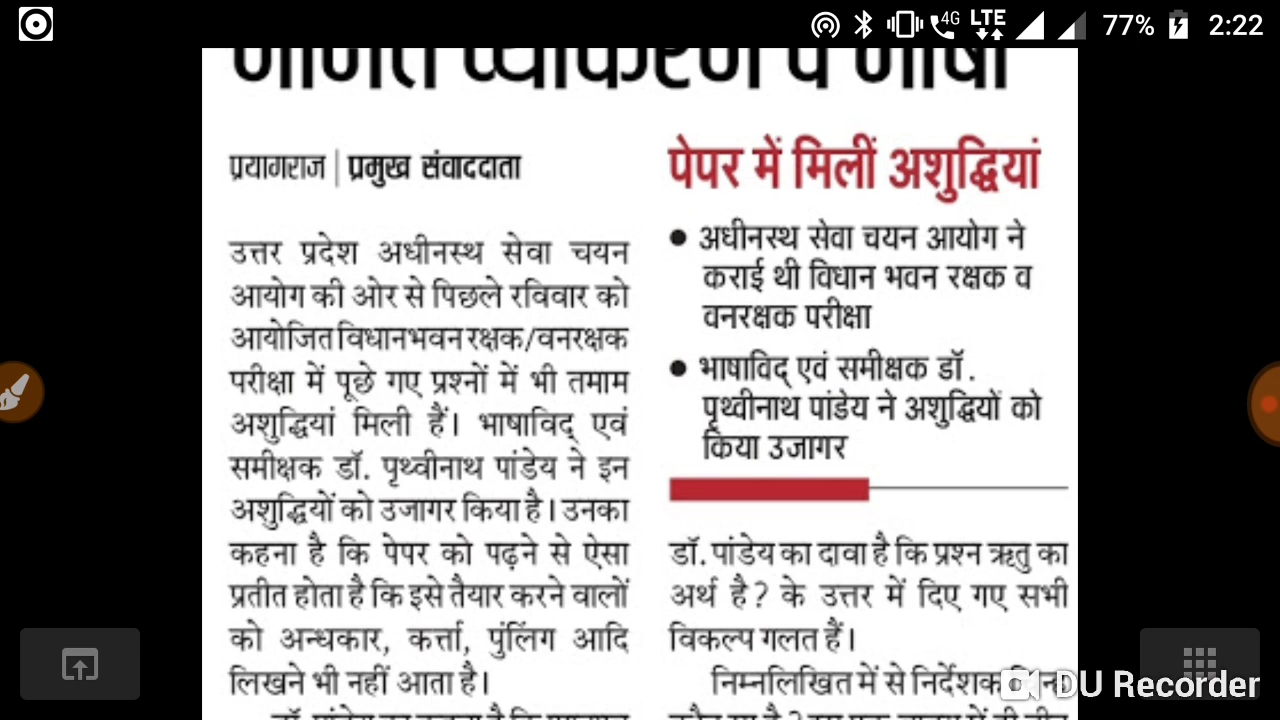 4G LTE 77% 2:22
व्याकरण व भाषा
प्रयागराज | प्रमुख संवाददाता
उत्तर प्रदेश अधीनस्थ सेवा चयन
आयोग की ओर से पिछले रविवार को
आयोजित विधानभवन रक्षक/वनरक्षक
परीक्षा में पूछे गए प्रश्नों में भी तमाम
अशुद्धियां मिली हैं। भाषाविद् एवं
समीक्षक डॉ. पृथ्वीनाथ पांडेय ने इन
अशुद्धियों को उजागर किया है। उनका
कहना है कि पेपर को पढ़ने से ऐसा
प्रतीत होता है कि इसे तैयार करने वालों
को अन्धकार, कर्त्ता, पुंलिंग आदि
लिखने भी नहीं आता है।
पेपर में मिलीं अशुद्धियां
● अधीनस्थ सेवा चयन आयोग ने
कराई थी विधान भवन रक्षक व
वनरक्षक परीक्षा
● भाषाविद् एवं समीक्षक डॉ.
पृथ्वीनाथ पांडेय ने अशुद्धियों को
किया उजागर
डॉ. पांडेय का दावा है कि प्रश्न ऋतु का
अर्थ है? के उत्तर में दिए गए सभी
विकल्प गलत हैं।
निम्नलिखित में से निर्देशक
DU Recorder